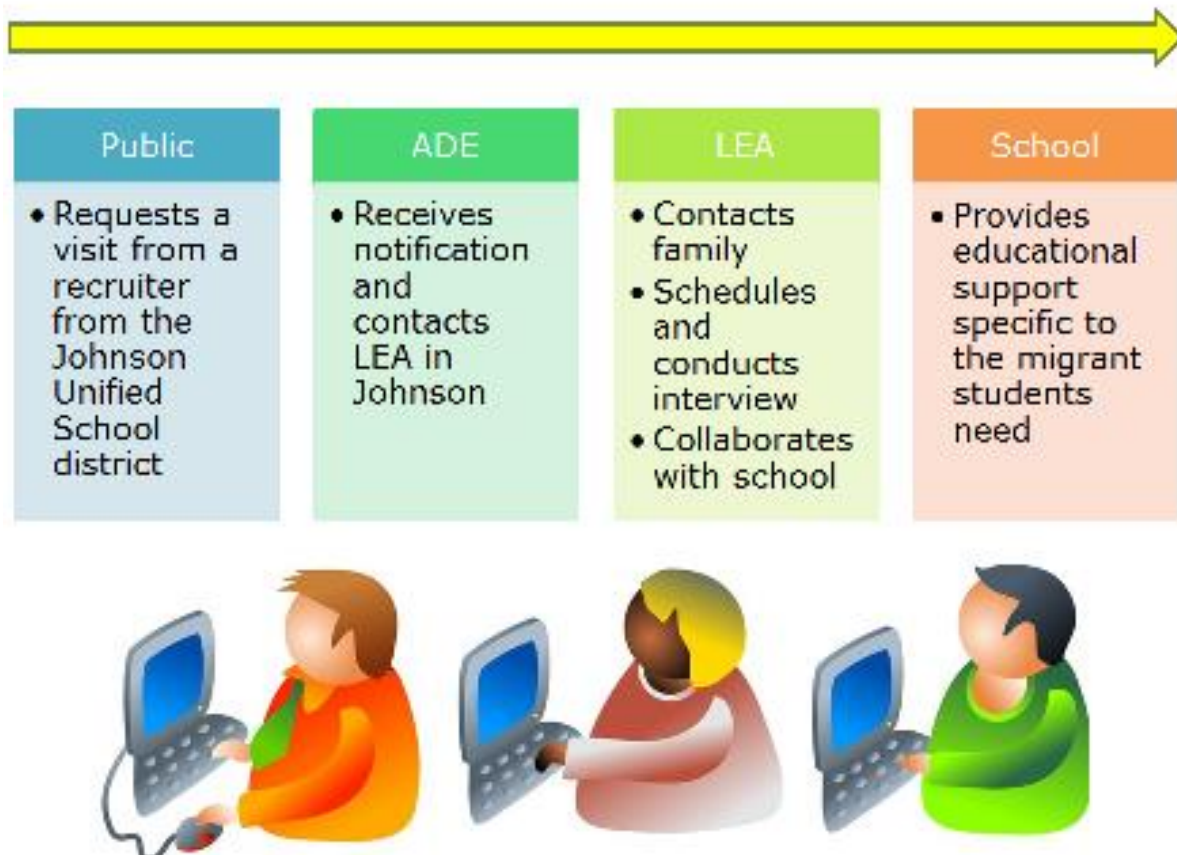 Public
• Requests a
visit from a
recruiter
from the
Johnson
Unified
School
district
ADE
• Receives
notification
and
contacts
LEA in
Johnson
LEA
• Contacts
family
• Schedules
and
conducts
interview
• Collaborates
with school
School
• Provides
educational
support
specific to
the migrant
students
need